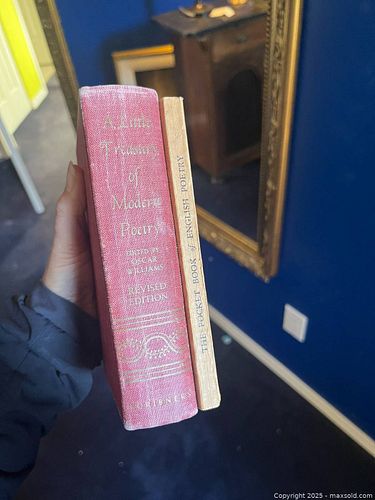 A Little
Treasury
of
Modern
Poetry
EDITED BY
OSCAR
WILLIAMS
REVISED
EDITION
SCRIBNERS
THE POCKET BOOK of ENGLISH POETRY
Copyright 2025 - maxsold.com